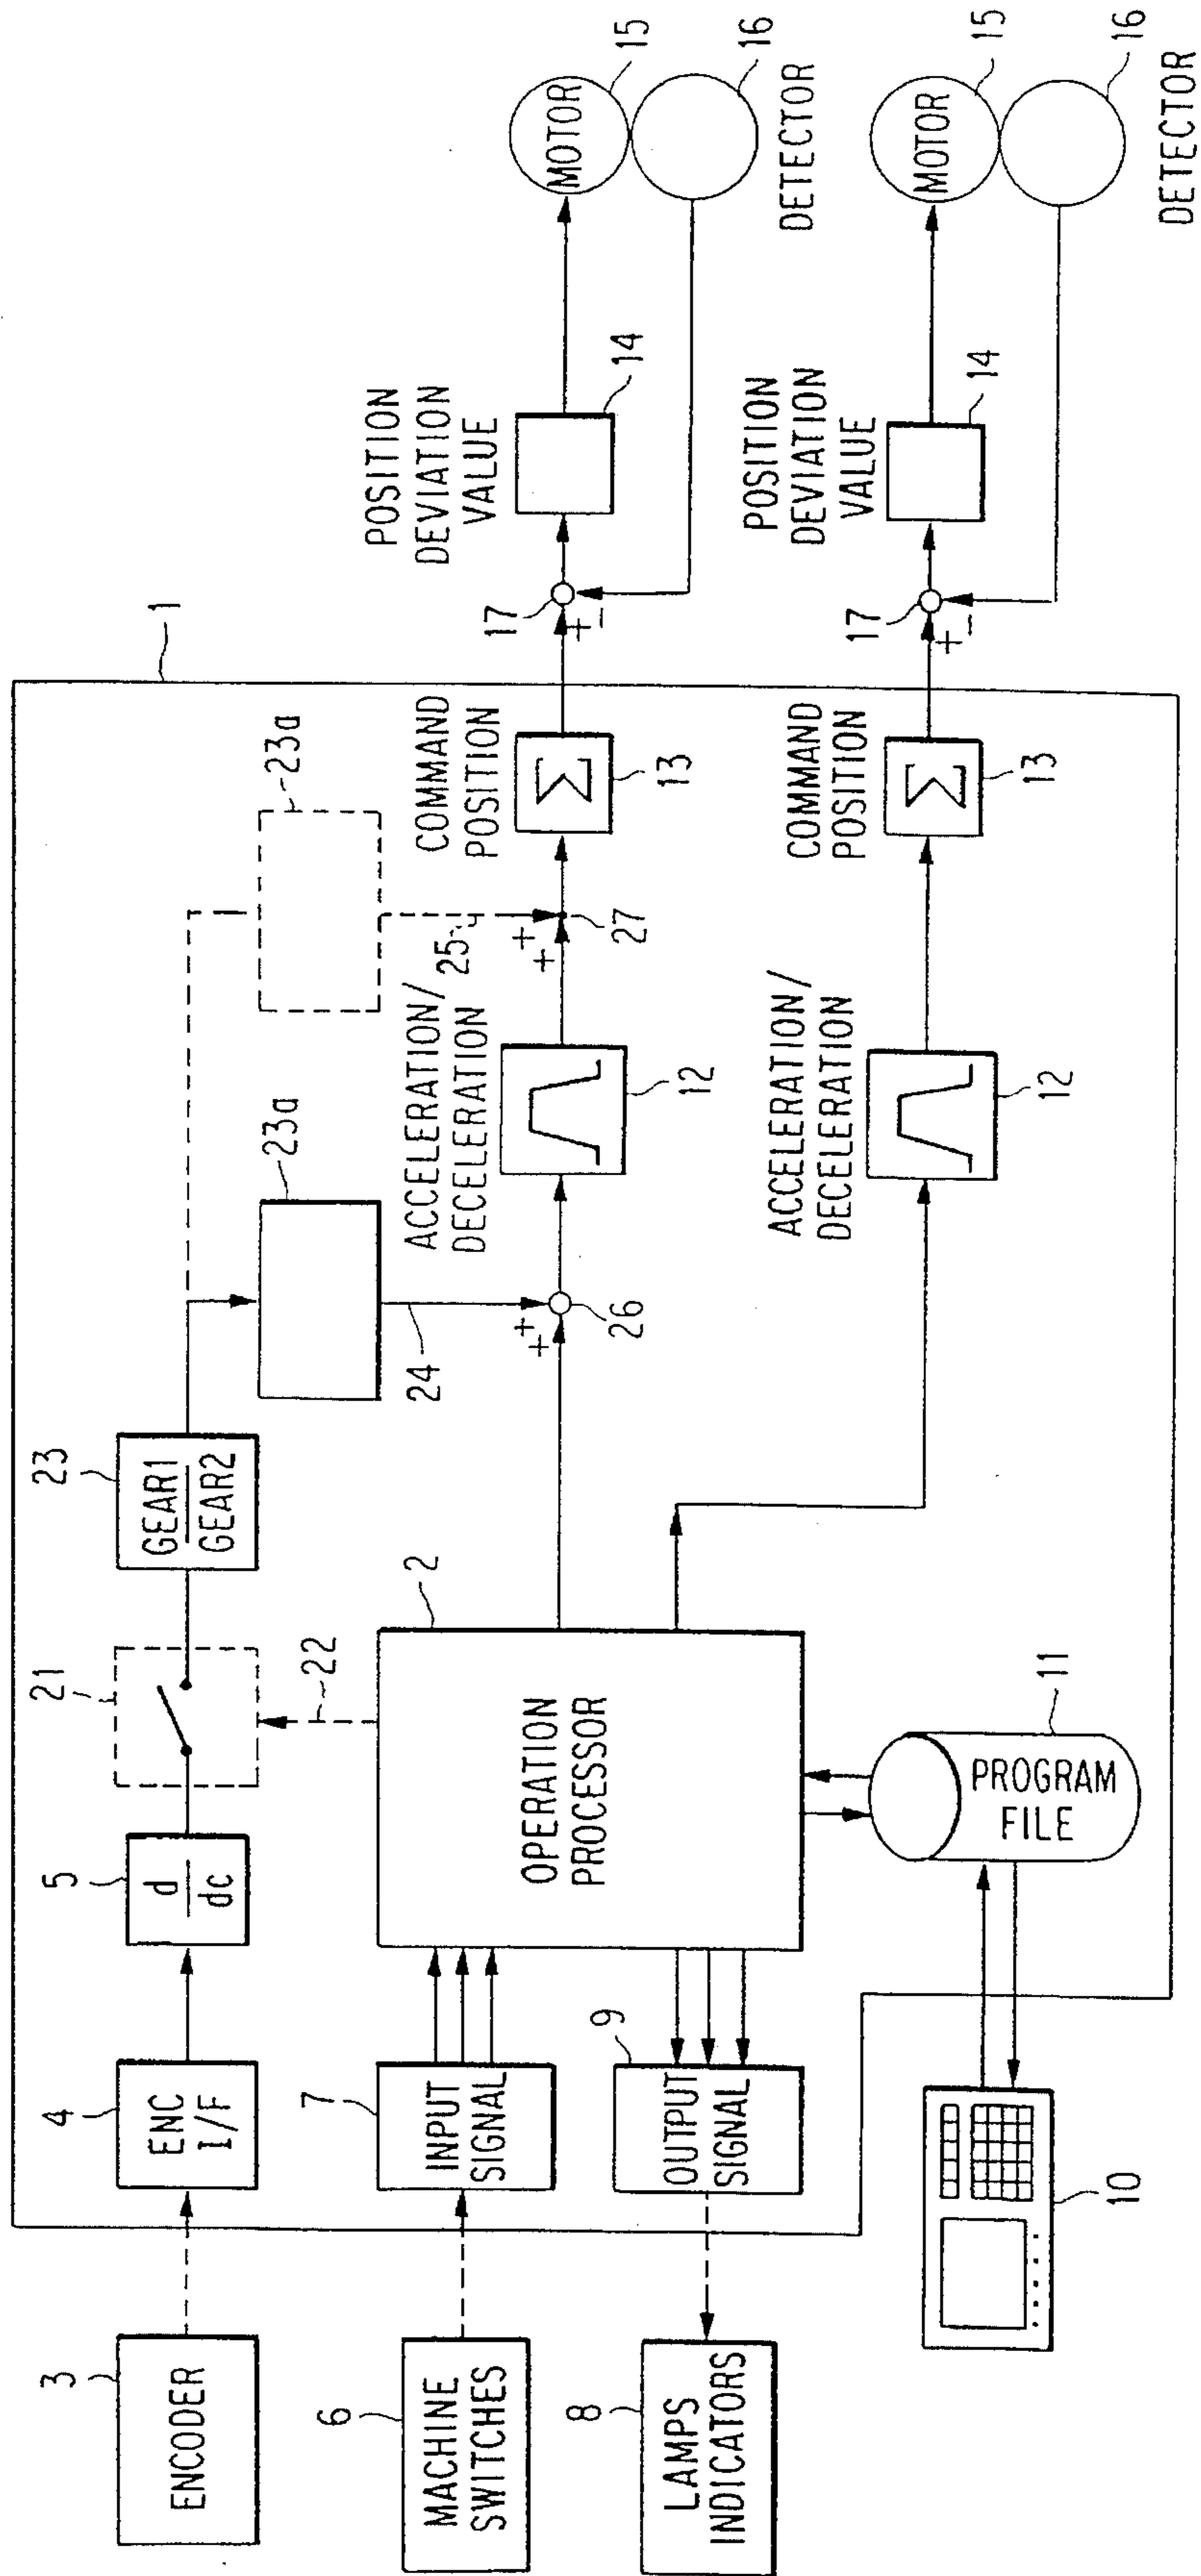 3
ENCODER
4
ENC
I/F
5
d
dc
21
22
23
GEAR1
GEAR2
23a
24
23a
25
1
6
MACHINE
SWITCHES
7
INPUT
SIGNAL
2
OPERATION
PROCESSOR
8
LAMPS
INDICATORS
9
OUTPUT
SIGNAL
10
11
PROGRAM
FILE
+
+
26
ACCELERATION/
DECELERATION
12
+
+
27
COMMAND
POSITION
Σ
13
17
+
−
POSITION
DEVIATION
VALUE
14
MOTOR
15
16
DETECTOR
ACCELERATION/
DECELERATION
12
COMMAND
POSITION
Σ
13
17
+
−
POSITION
DEVIATION
VALUE
14
MOTOR
15
16
DETECTOR